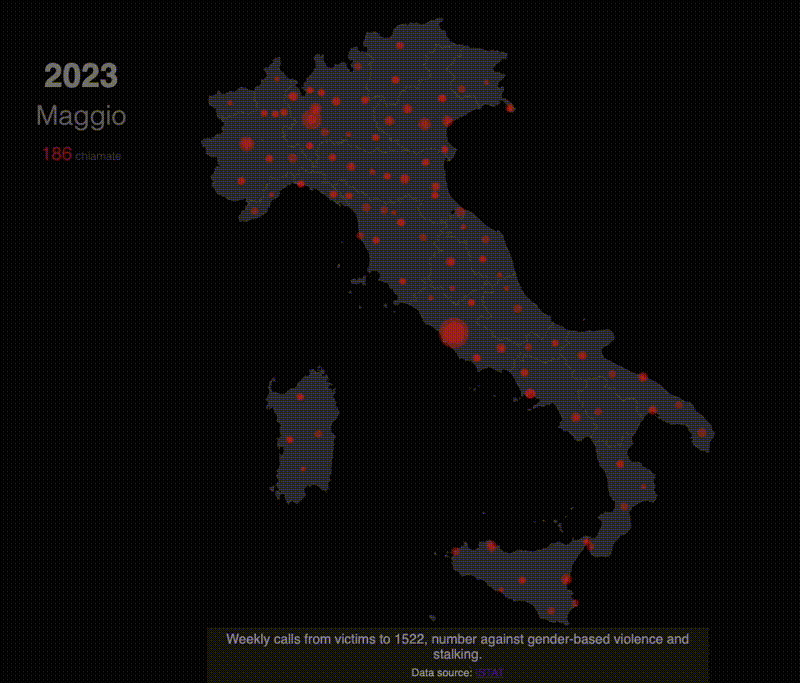 2023
Maggio
186 chiamate
Weekly calls from victims to 1522, number against gender-based violence and
stalking.
Data source: ISTAT